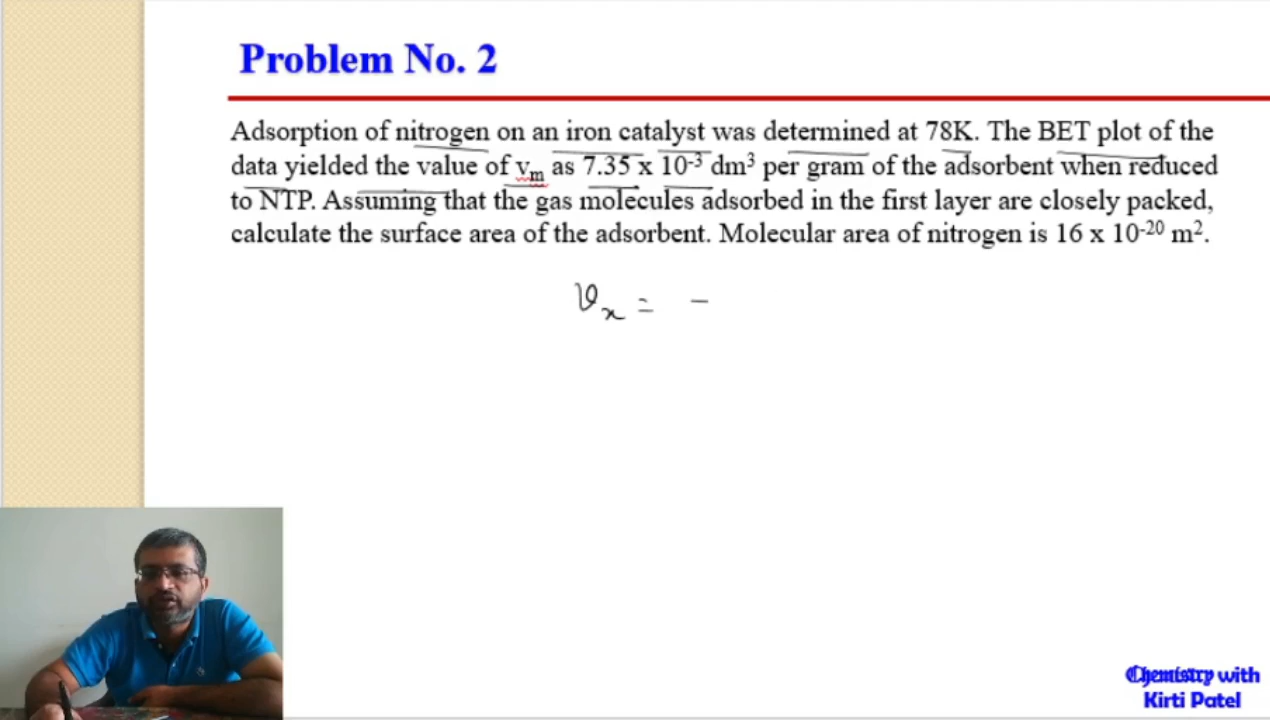 Problem No. 2
Adsorption of nitrogen on an iron catalyst was determined at 78K. The BET plot of the
data yielded the value of vₘ as 7.35 x 10⁻³ dm³ per gram of the adsorbent when reduced
to NTP. Assuming that the gas molecules adsorbed in the first layer are closely packed,
calculate the surface area of the adsorbent. Molecular area of nitrogen is 16 x 10⁻²⁰ m².
vₓ = -
Chemistry with
Kirti Patel